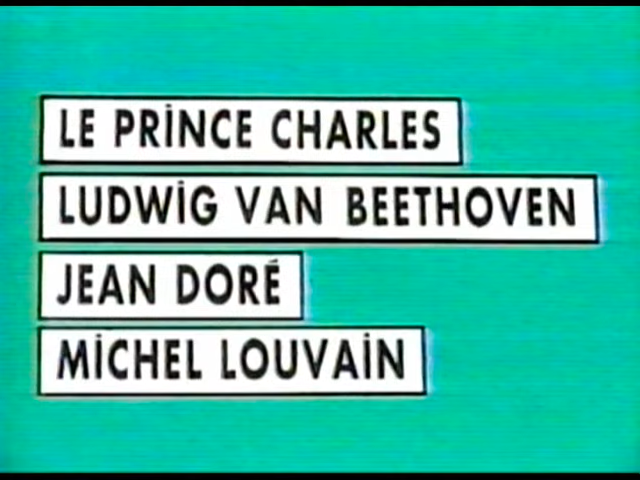 LE PRINCE CHARLES
LUDWIG VAN BEETHOVEN
JEAN DORÉ
MICHEL LOUVAIN